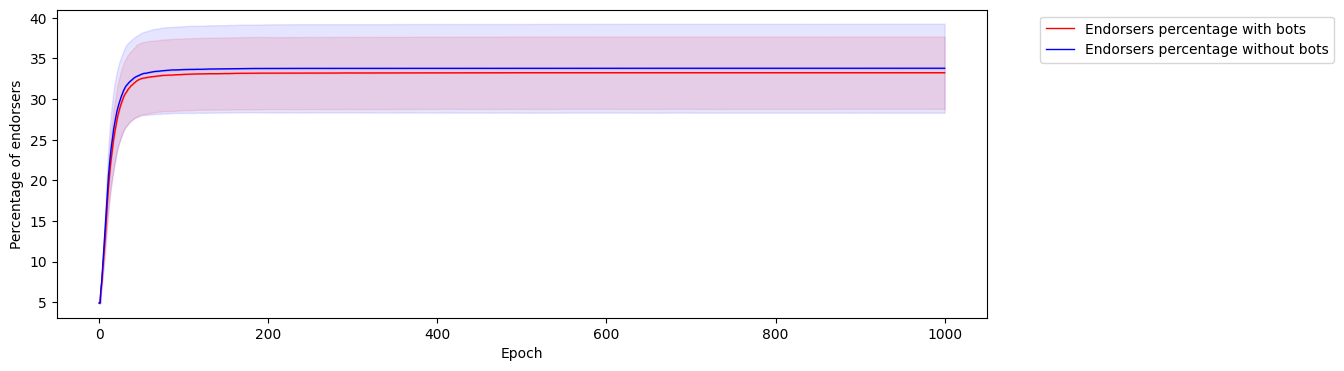 40
35
30
25
20
15
10
5
Percentage of endorsers
0 200 400 600 800 1000
Epoch
Endorsers percentage with bots
Endorsers percentage without bots